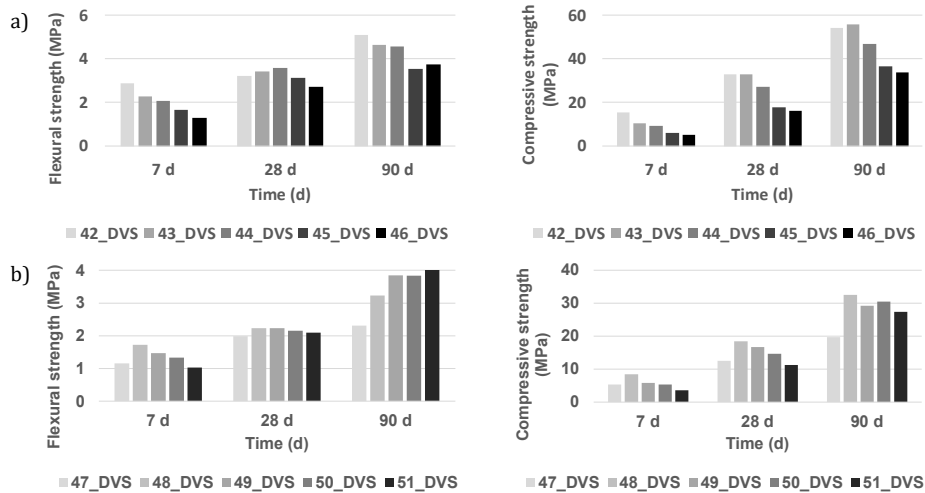 a)
Flexural strength (MPa)
6
4
2
0
7 d 28 d 90 d
Time (d)
42_DVS 43_DVS 44_DVS 45_DVS 46_DVS
Compressive strength
(MPa)
60
40
20
0
7 d 28 d 90 d
Time (d)
42_DVS 43_DVS 44_DVS 45_DVS 46_DVS
b)
Flexural strength (MPa)
4
3
2
1
0
7 d 28 d 90 d
Time (d)
47_DVS 48_DVS 49_DVS 50_DVS 51_DVS
Compressive strength
(MPa)
40
30
20
10
0
7 d 28 d 90 d
Time (d)
47_DVS 48_DVS 49_DVS 50_DVS 51_DVS